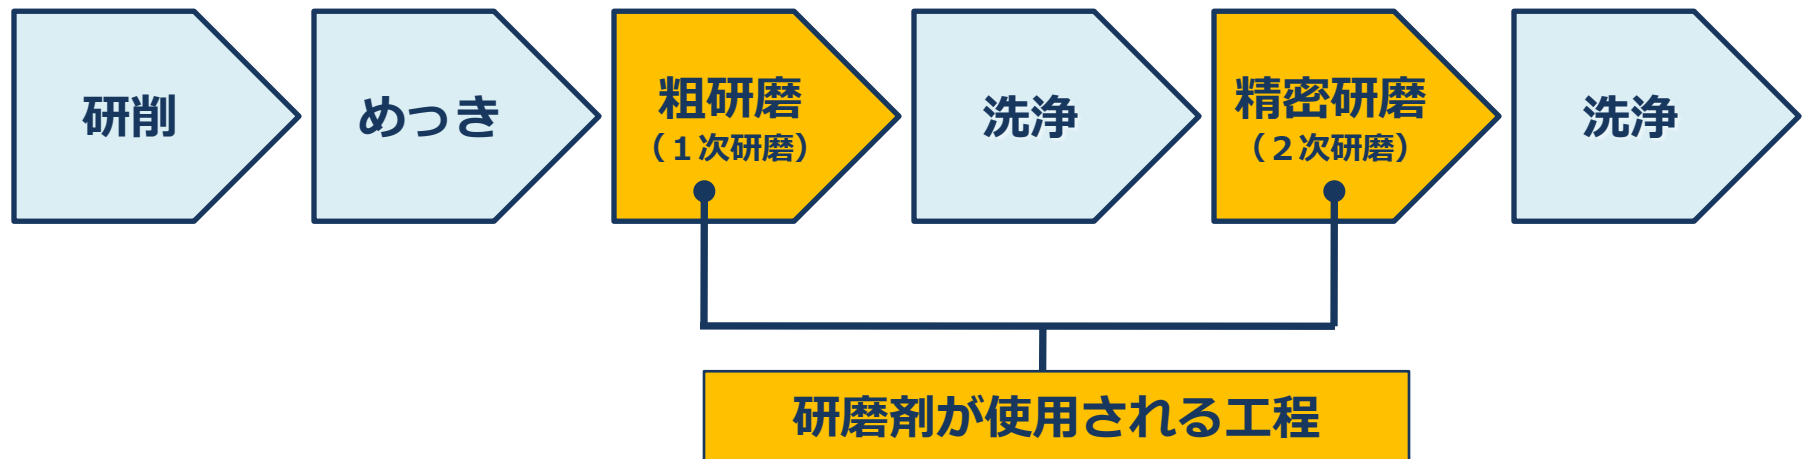 研削
めっき
粗研磨
（１次研磨）
洗浄
精密研磨
（２次研磨）
洗浄
研磨剤が使用される工程